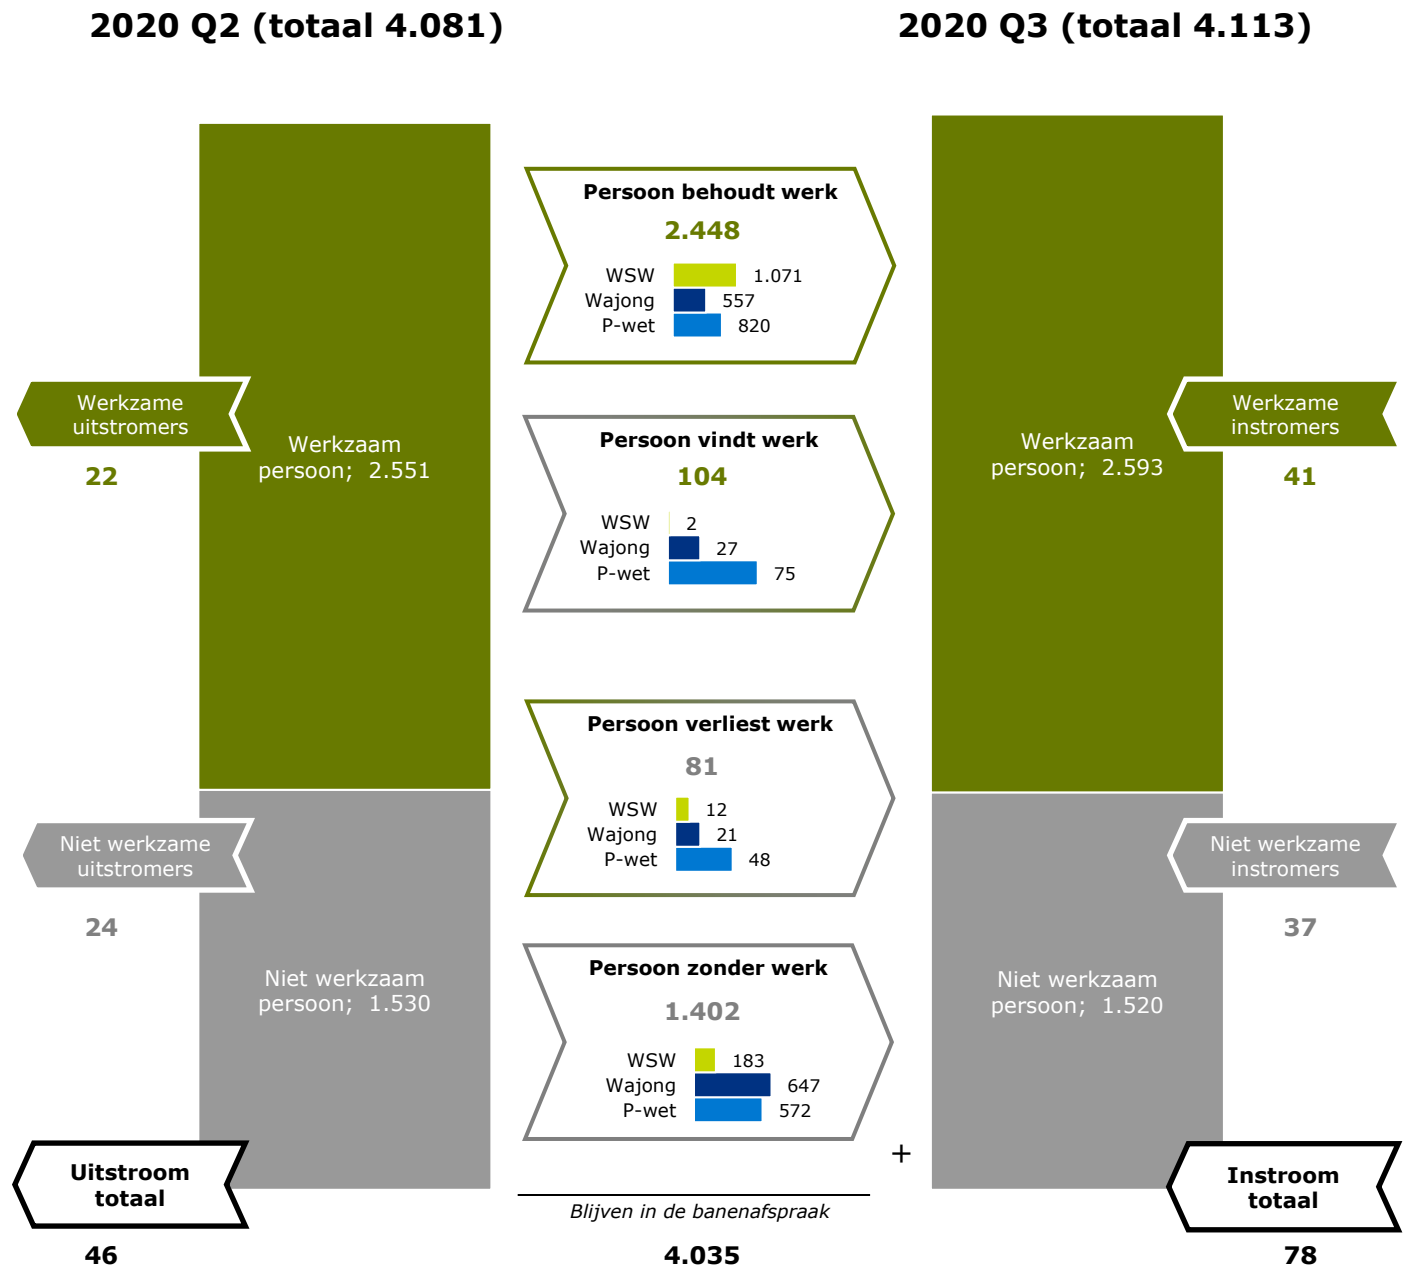 2020 Q2 (totaal 4.081)
2020 Q3 (totaal 4.113)
Werkzame
uitstromers
22
Werkzaam
persoon;  2.551
Niet werkzame
uitstromers
24
Niet werkzaam
persoon;  1.530
Uitstroom
totaal
46
Persoon behoudt werk
2.448
WSW 1.071
Wajong 557
P-wet 820
Persoon vindt werk
104
WSW 2
Wajong 27
P-wet 75
Persoon verliest werk
81
WSW 12
Wajong 21
P-wet 48
Persoon zonder werk
1.402
WSW 183
Wajong 647
P-wet 572
+
Blijven in de banenafspraak
4.035
Werkzaam
persoon;  2.593
Werkzame
instromers
41
Niet werkzame
instromers
37
Niet werkzaam
persoon;  1.520
Instroom
totaal
78